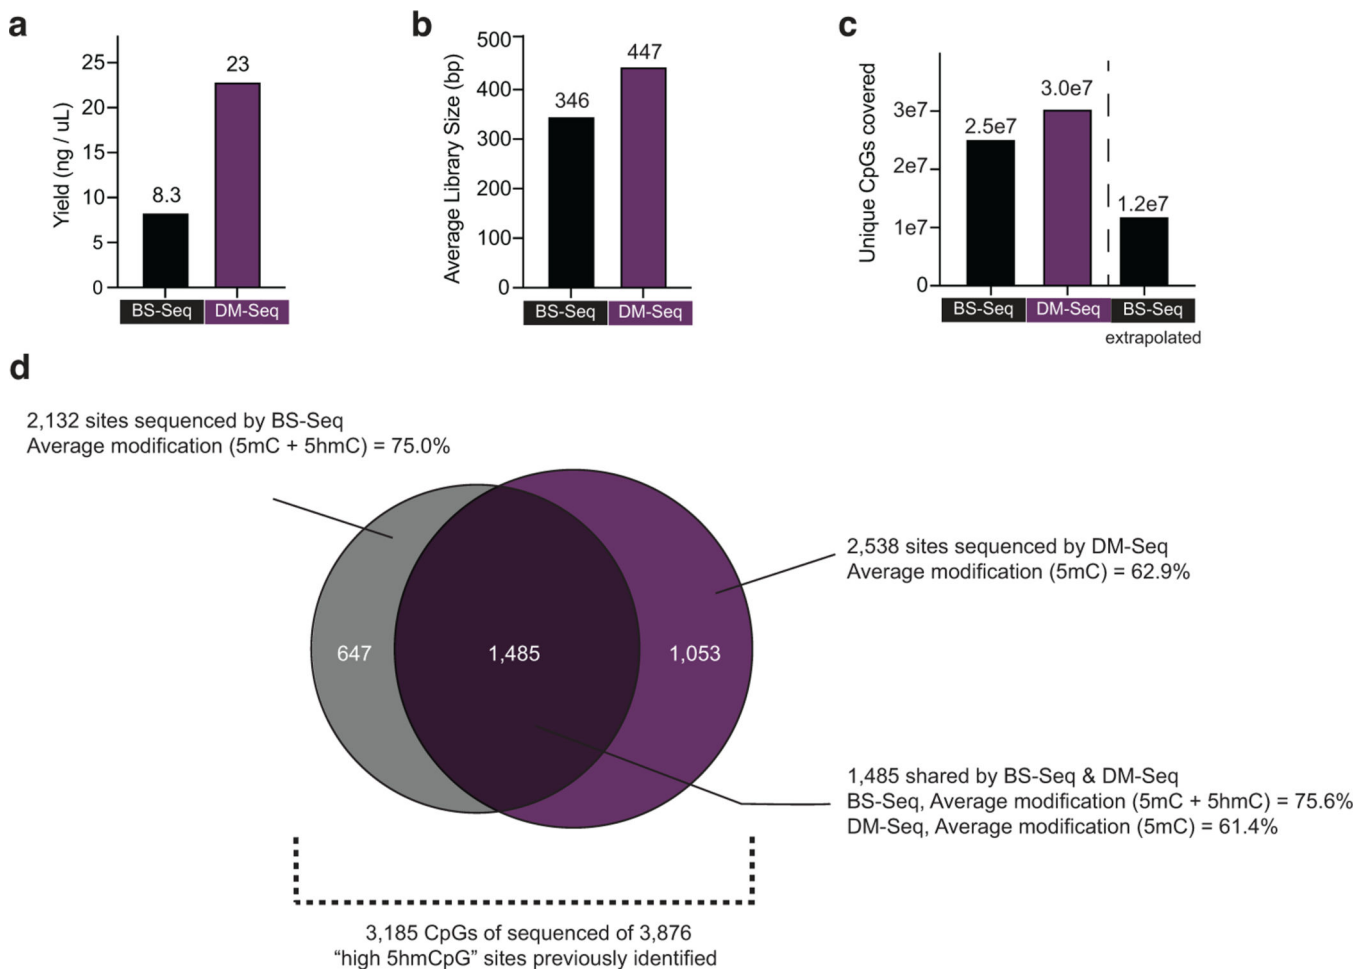 a
Yield (ng / uL)
25
20
15
10
5
0
8.3
23
BS-Seq
DM-Seq
b
Average Library Size (bp)
500
400
300
200
100
0
346
447
BS-Seq
DM-Seq
c
Unique CpGs covered
3e7
2e7
1e7
0
2.5e7
3.0e7
1.2e7
BS-Seq
DM-Seq
BS-Seq
extrapolated
d
2,132 sites sequenced by BS-Seq
Average modification (5mC + 5hmC) = 75.0%
2,538 sites sequenced by DM-Seq
Average modification (5mC) = 62.9%
647
1,485
1,053
1,485 shared by BS-Seq & DM-Seq
BS-Seq, Average modification (5mC + 5hmC) = 75.6%
DM-Seq, Average modification (5mC) = 61.4%
3,185 CpGs of sequenced of 3,876
“high 5hmCpG” sites previously identified